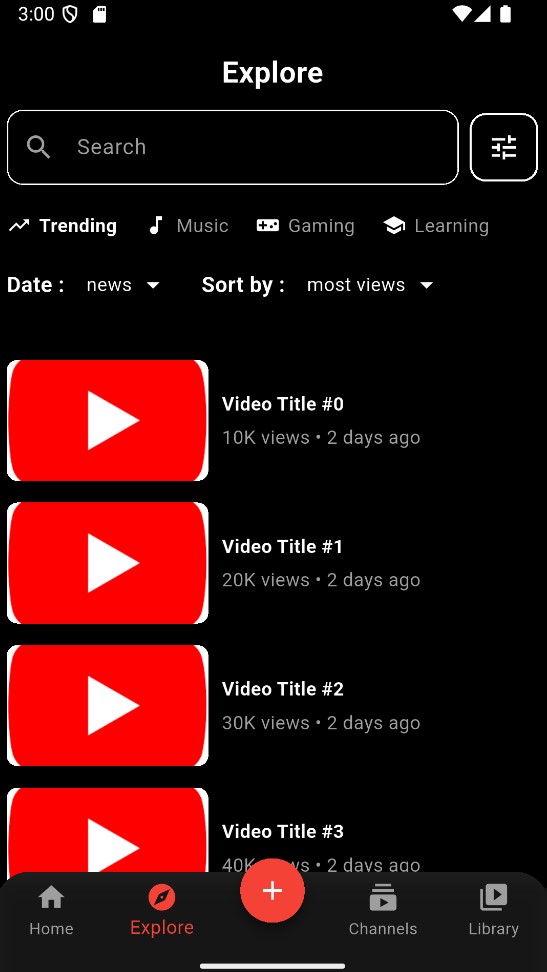 3:00
Explore
Search
Trending Music Gaming Learning
Date : news Sort by : most views
Video Title #0
10K views • 2 days ago
Video Title #1
20K views • 2 days ago
Video Title #2
30K views • 2 days ago
Video Title #3
40K 2 days ago
Home Explore Channels Library